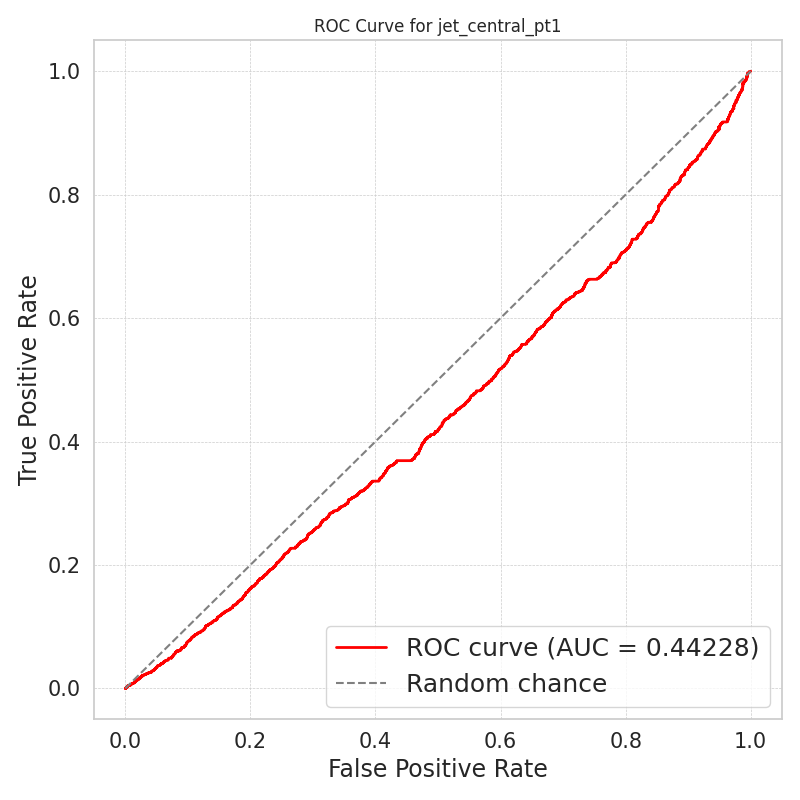 ROC Curve for jet_central_pt1
1.0
0.8
0.6
0.4
0.2
0.0
True Positive Rate
ROC curve (AUC = 0.44228)
Random chance
0.0 0.2 0.4 0.6 0.8 1.0
False Positive Rate